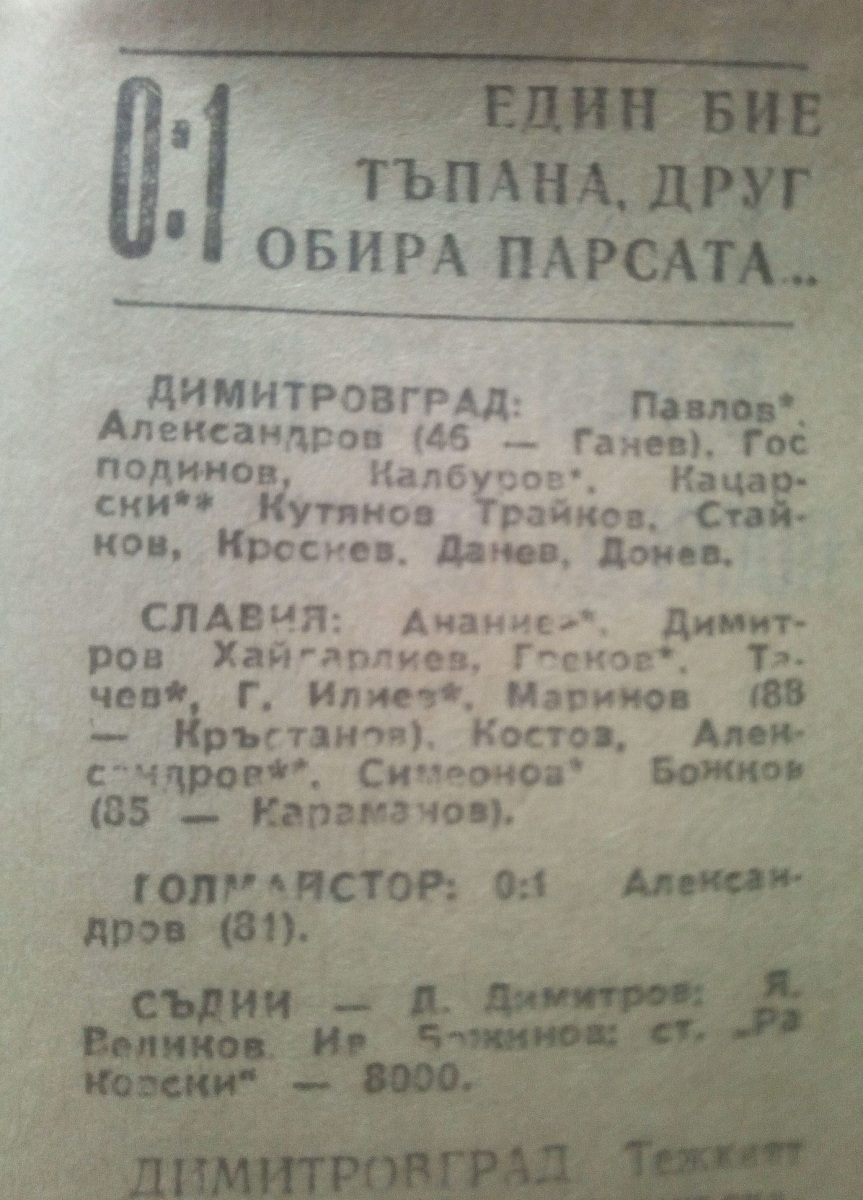 0:1
ЕДИН БИЕ
ТЪПАНА, ДРУГ
ОБИРА ПАРСАТА...
ДИМИТРОВГРАД: Павлов*,
Александров (46 — Ганев), Гос
подинов, Калбуров*, Кацар-
ски** Кутянов Трайков, Стай-
ков, Кроснев, Данев, Донев.
СЛАВИЯ: Ананиев*, Димит-
ров Хайгарлиев, Греков*, Та-
чев*, Г. Илиев*, Маринов (88
— Кръстанов), Костов, Алек-
сандров**, Симеонов* Божков
(85 — Караманов).
ГОЛМАЙСТОР: 0:1 Алексан-
дров (81).
СЪДИИ — Д. Димитров; Я.
Великов, Ив Божинов; ст. „Ра
ковски“ — 8000.
ДИМИТРОВГРАД Тежкият